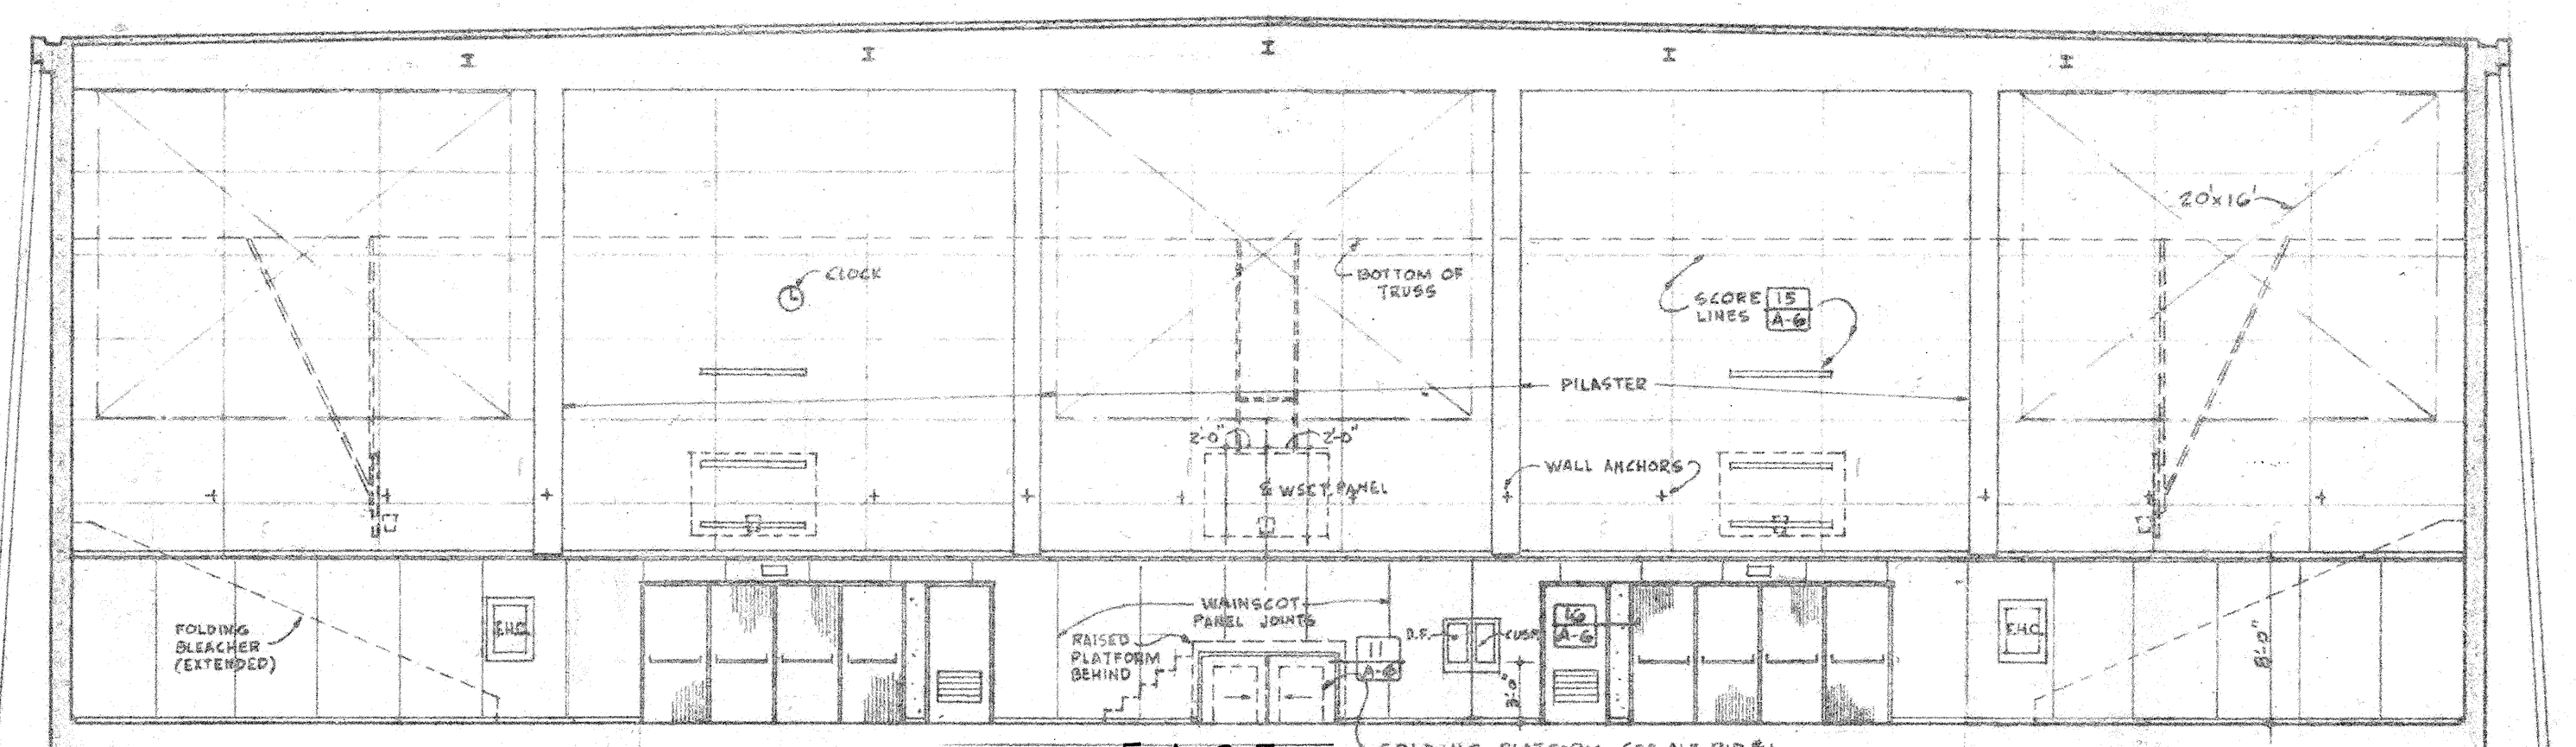 20'x16'
CLOCK
BOTTOM OF
TRUSS
SCORE 15
LINES A-6
PILASTER
2'-0" 2'-0"
WALL ANCHORS
WSCT. PANEL
WAINSCOT
PANEL JOINTS
FOLDING
BLEACHER
(EXTENDED)
F.H.C.
RAISED
PLATFORM
BEHIND
11
A-6
D.F.
CUSP.
16
A-6
3'-0"
F.H.C.
8'-0"